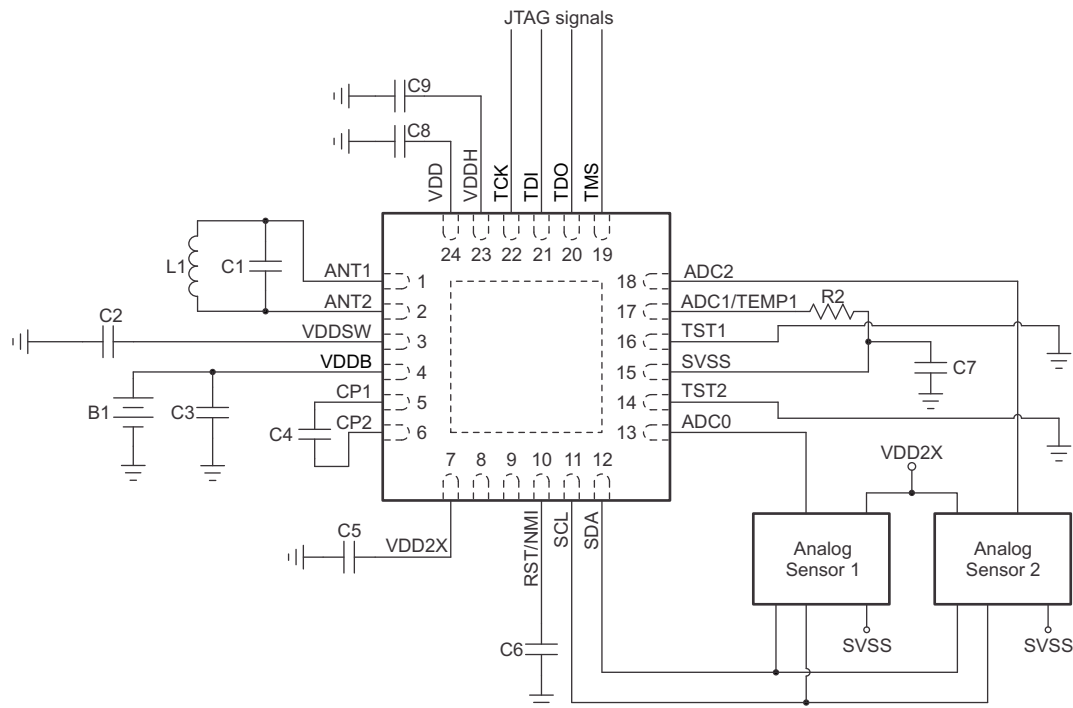 JTAG signals
C9
C8
VDD
VDDH
TCK
TDI
TDO
TMS
24 23 22 21 20 19
L1
C1
ANT1
1
ANT2
2
C2
VDDSW
3
VDDB
4
B1
C3
CP1
5
C4
CP2
6
18
ADC2
17
ADC1/TEMP1
R2
16
TST1
15
SVSS
C7
14
TST2
13
ADC0
7 8 9 10 11 12
C5
VDD2X
RST/NMI
SCL
SDA
C6
VDD2X
Analog
Sensor 1
Analog
Sensor 2
SVSS
SVSS